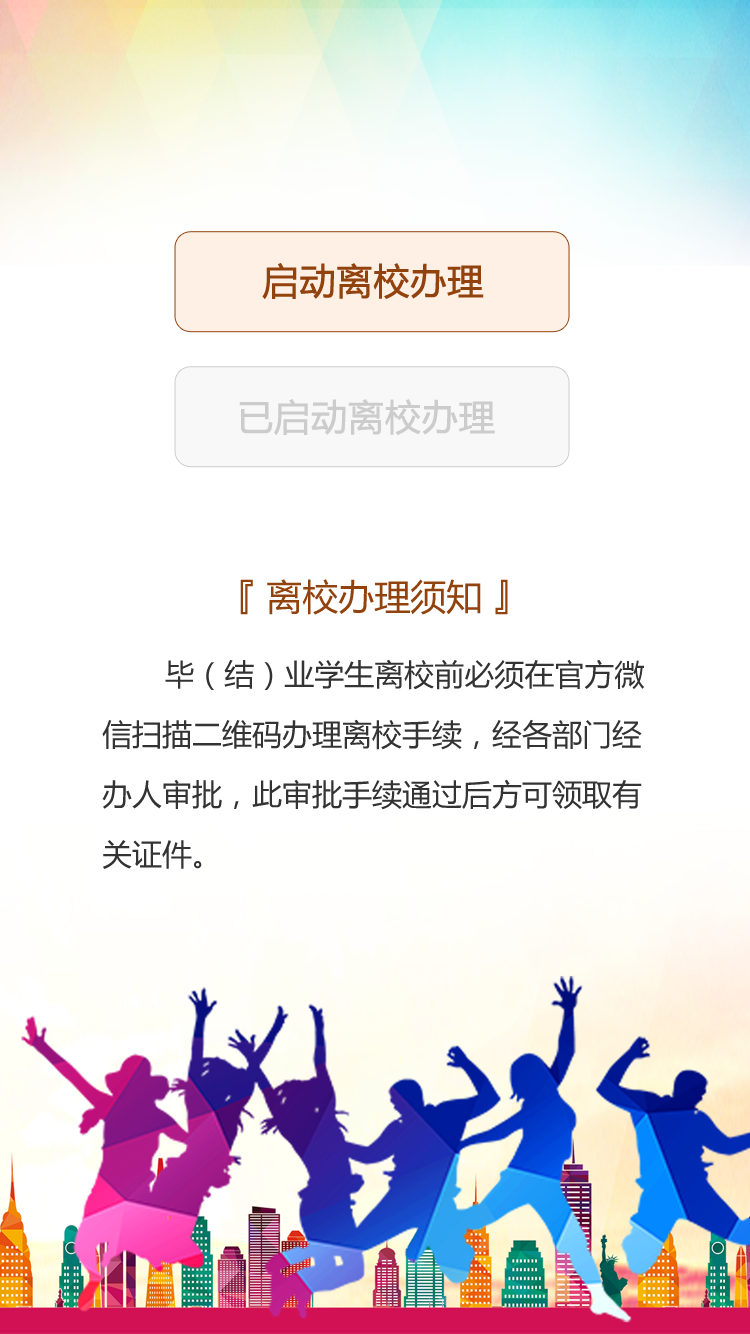 启动离校办理
已启动离校办理
『 离校办理须知 』
毕（结）业学生离校前必须在官方微
信扫描二维码办理离校手续，经各部门经
办人审批，此审批手续通过后方可领取有
关证件。